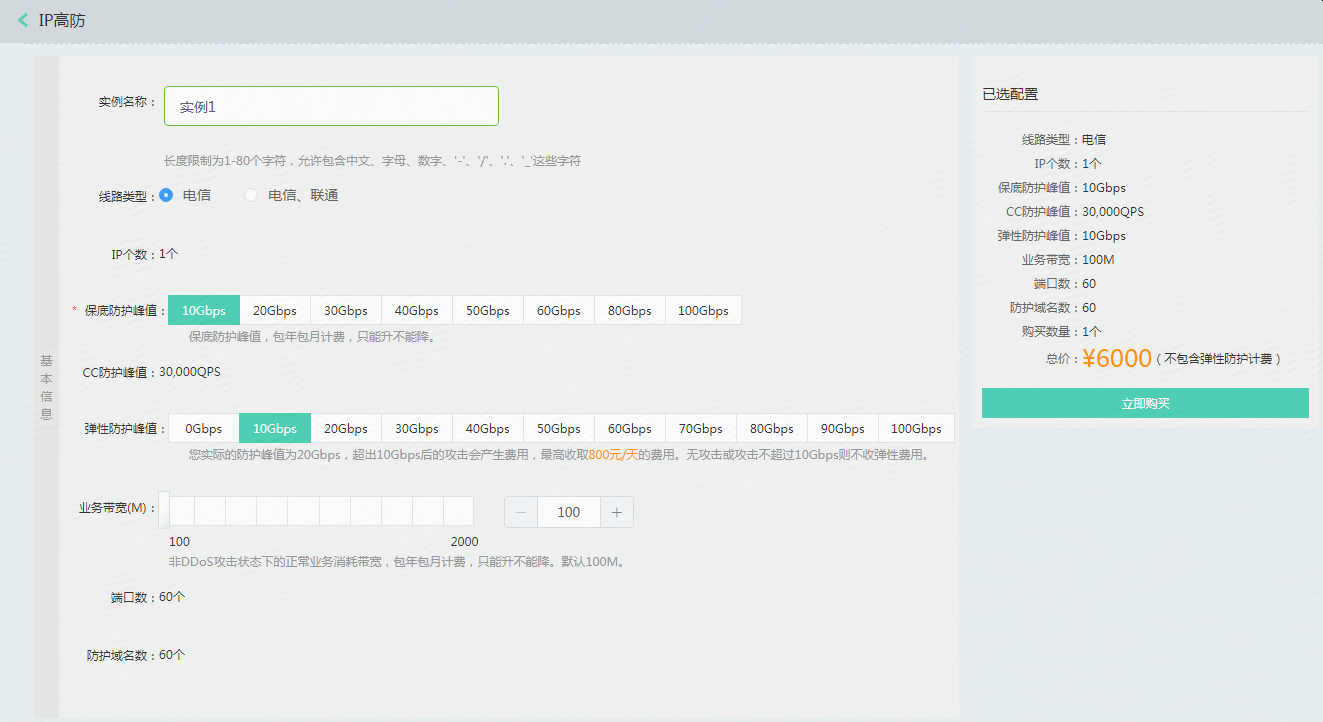 IP高防
实例名称：
实例1
长度限制为1-80个字符，允许包含中文、字母、数字、'-'、'/'、'.'、'_'这些字符
线路类型： 电信 电信、联通
IP个数：1个
* 保底防护峰值： 10Gbps 20Gbps 30Gbps 40Gbps 50Gbps 60Gbps 80Gbps 100Gbps
保底防护峰值，包年包月计费，只能升不能降。
CC防护峰值：30,000QPS
弹性防护峰值： 0Gbps 10Gbps 20Gbps 30Gbps 40Gbps 50Gbps 60Gbps 70Gbps 80Gbps 90Gbps 100Gbps
您实际的防护峰值为20Gbps，超出10Gbps后的攻击会产生费用，最高收取800元/天的费用。无攻击或攻击不超过10Gbps则不收弹性费用。
业务带宽(M)： − 100 +
100 2000
非DDoS攻击状态下的正常业务消耗带宽，包年包月计费，只能升不能降。默认100M。
端口数：60个
防护域名数：60个
基
本
信
息
已选配置
线路类型：电信
IP个数：1个
保底防护峰值：10Gbps
CC防护峰值：30,000QPS
弹性防护峰值：10Gbps
业务带宽：100M
端口数：60
防护域名数：60
购买数量：1个
总价：¥6000（不包含弹性防护计费）
立即购买